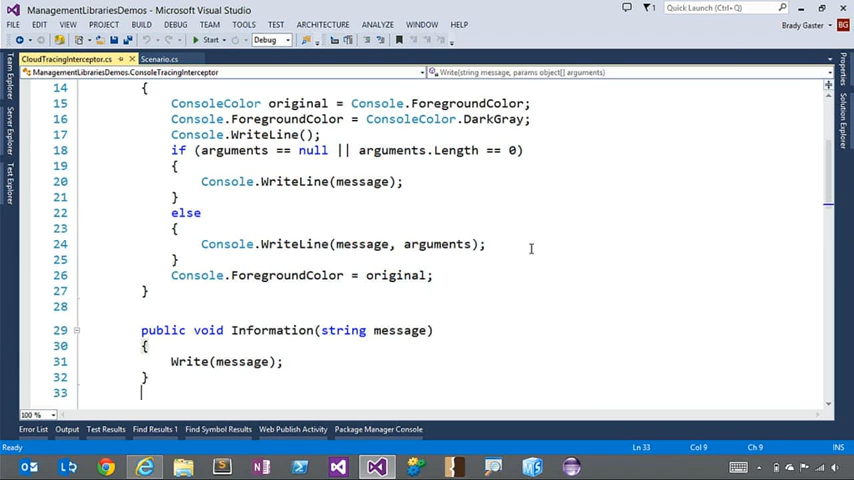 ManagementLibrariesDemos - Microsoft Visual Studio
Quick Launch (Ctrl+Q)
FILE EDIT VIEW PROJECT BUILD DEBUG TEAM TOOLS TEST ARCHITECTURE ANALYZE WINDOW HELP
Brady Gaster
BG
Start
Debug
CloudTracingInterceptor.cs
Scenario.cs
ManagementLibrariesDemos.ConsoleTracingInterceptor
Write(string message, params object[] arguments)
Team Explorer
Server Explorer
Test Explorer
Properties
Solution Explorer
14 {
15 ConsoleColor original = Console.ForegroundColor;
16 Console.ForegroundColor = ConsoleColor.DarkGray;
17 Console.WriteLine();
18 if (arguments == null || arguments.Length == 0)
19 {
20 Console.WriteLine(message);
21 }
22 else
23 {
24 Console.WriteLine(message, arguments);
25 }
26 Console.ForegroundColor = original;
27 }
28
29 public void Information(string message)
30 {
31 Write(message);
32 }
33
100 %
Error List Output Test Results Find Results 1 Find Symbol Results Web Publish Activity Package Manager Console
Ready
Ln 33 Col 9 Ch 9 INS